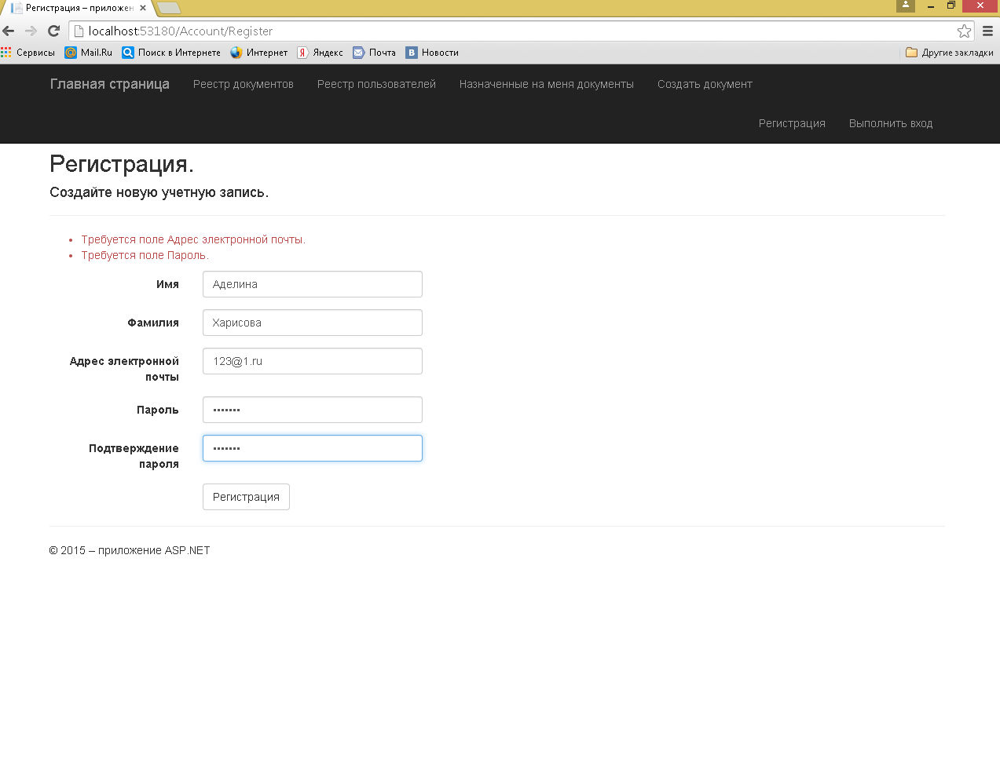 Регистрация – приложен
localhost:53180/Account/Register
Сервисы Mail.Ru Поиск в Интернете Интернет Я Яндекс Почта В Новости Другие закладки
Главная страница Реестр документов Реестр пользователей Назначенные на меня документы Создать документ
Регистрация Выполнить вход
Регистрация.
Создайте новую учетную запись.
Требуется поле Адрес электронной почты.
Требуется поле Пароль.
Имя Аделина
Фамилия Харисова
Адрес электронной
почты
123@1.ru
Пароль •••••••
Подтверждение
пароля
•••••••
Регистрация
© 2015 – приложение ASP.NET